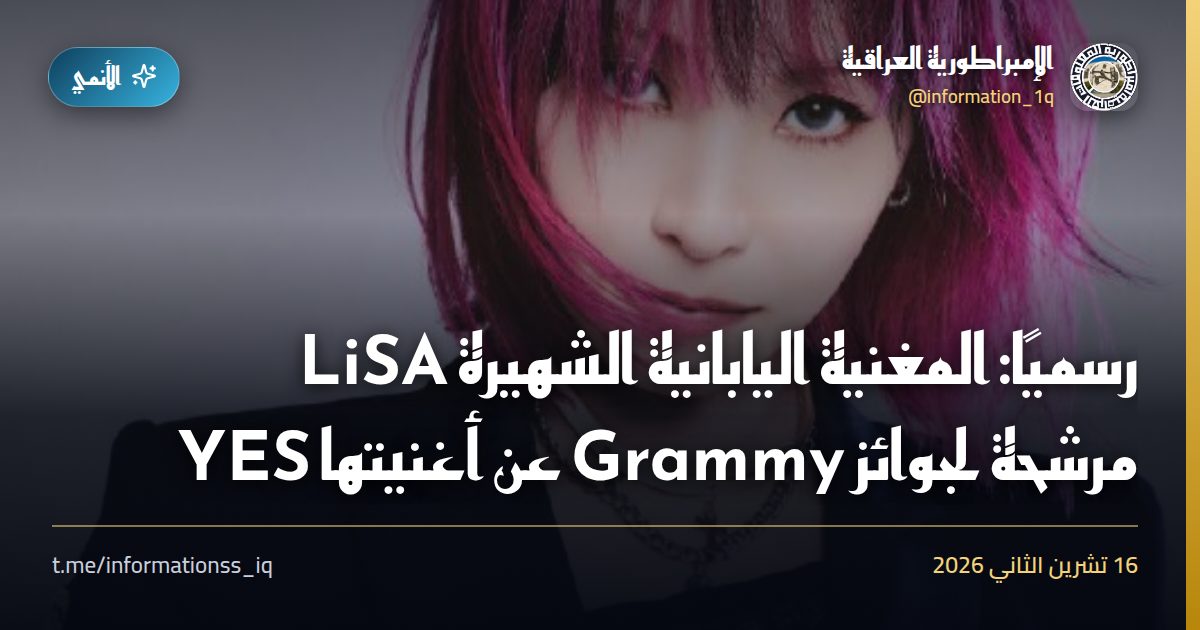 الإمبراطورية العراقية
@information_1q
الأنمي
رسميًا: المغنية اليابانية الشهيرة LiSA
مرشحة لجوائز Grammy عن أغنيتها YES
16 تشرين الثاني 2026
t.me/informationss_iq